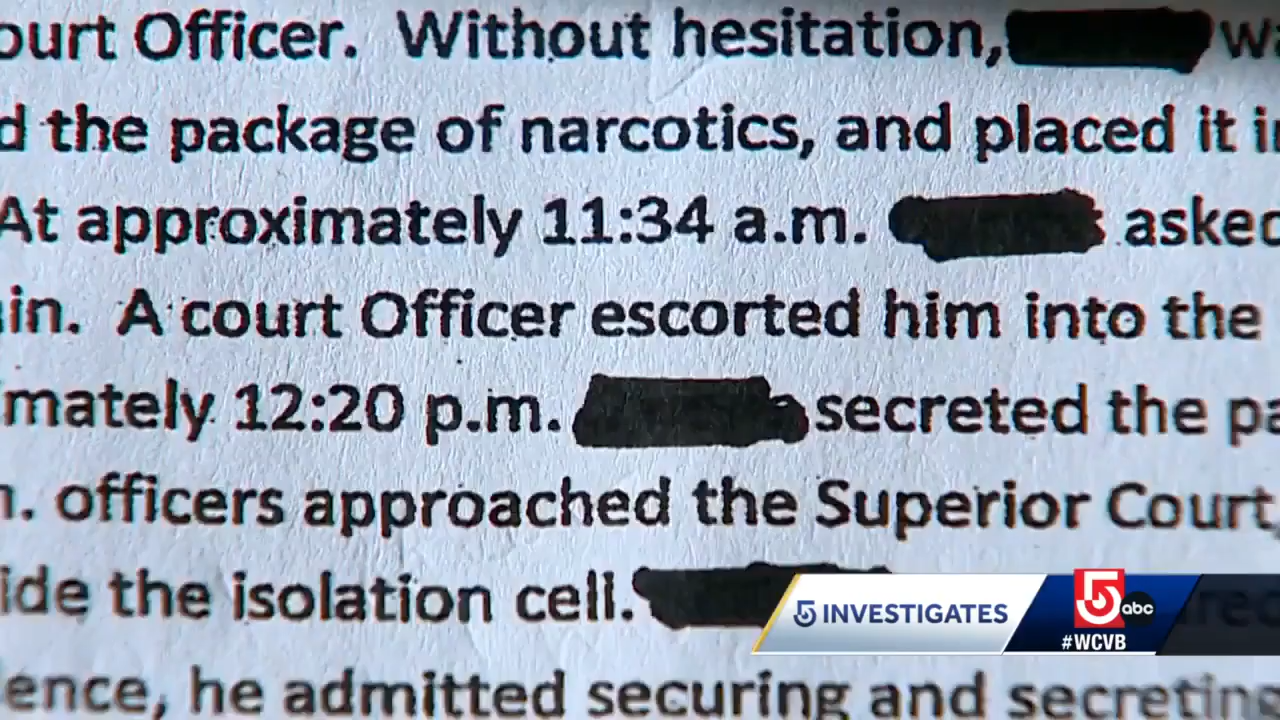 ourt Officer. Without hesitation, w
d the package of narcotics, and placed it i
At approximately 11:34 a.m. asked
in. A court Officer escorted him into the
mately 12:20 p.m. secreted the pa
n. officers approached the Superior Court,
ide the isolation cell.
5 INVESTIGATES
5 abc
#WCVB
ence, he admitted securing and secreting